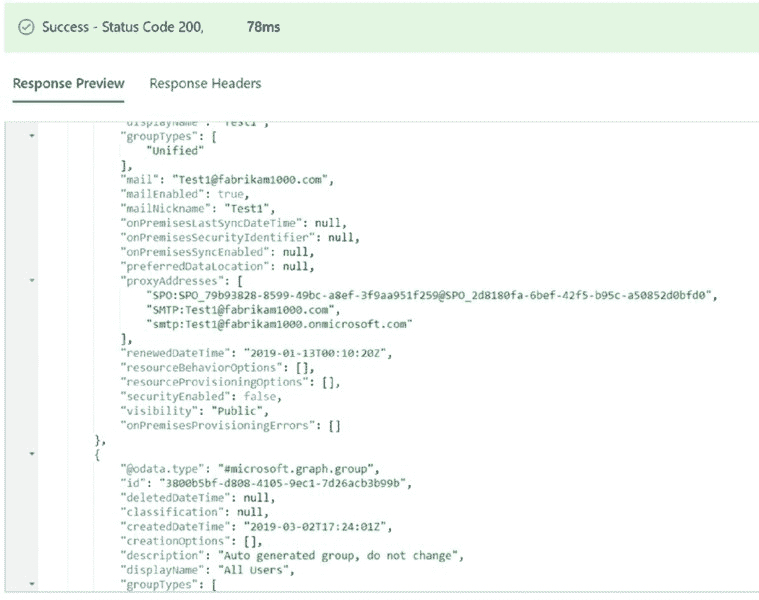 Success - Status Code 200, 78ms
Response Preview Response Headers
"displayName": "Test1",
"groupTypes": [
"Unified"
],
"mail": "Test1@fabrikam1000.com",
"mailEnabled": true,
"mailNickname": "Test1",
"onPremisesLastSyncDateTime": null,
"onPremisesSecurityIdentifier": null,
"onPremisesSyncEnabled": null,
"preferredDataLocation": null,
"proxyAddresses": [
"SPO:SPO_79b93828-8599-49bc-a8ef-3f9aa951f259@SPO_2d8180fa-6bef-42f5-b95c-a50852d0bfd0",
"SMTP:Test1@fabrikam1000.com",
"smtp:Test1@fabrikam1000.onmicrosoft.com"
],
"renewedDateTime": "2019-01-13T00:10:20Z",
"resourceBehaviorOptions": [],
"resourceProvisioningOptions": [],
"securityEnabled": false,
"visibility": "Public",
"onPremisesProvisioningErrors": []
},
{
"@odata.type": "#microsoft.graph.group",
"id": "3800b5bf-d808-4105-9ec1-7d26acb3b99b",
"deletedDateTime": null,
"classification": null,
"createdDateTime": "2019-03-02T17:24:01Z",
"creationOptions": [],
"description": "Auto generated group, do not change",
"displayName": "All Users",
"groupTypes": [